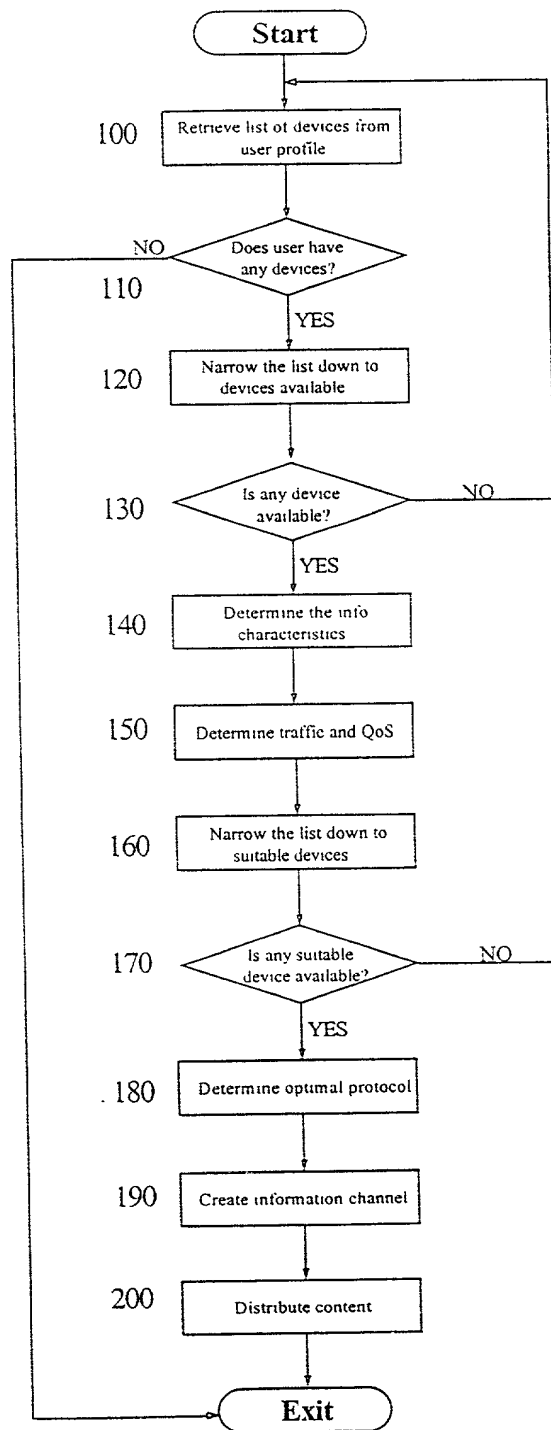 Start
100
Retrieve list of devices from
user profile
NO
Does user have
any devices?
110
YES
120
Narrow the list down to
devices available
130
Is any device
available?
NO
YES
140
Determine the info
characteristics
150
Determine traffic and QoS
160
Narrow the list down to
suitable devices
170
Is any suitable
device available?
NO
YES
180
Determine optimal protocol
190
Create information channel
200
Distribute content
Exit